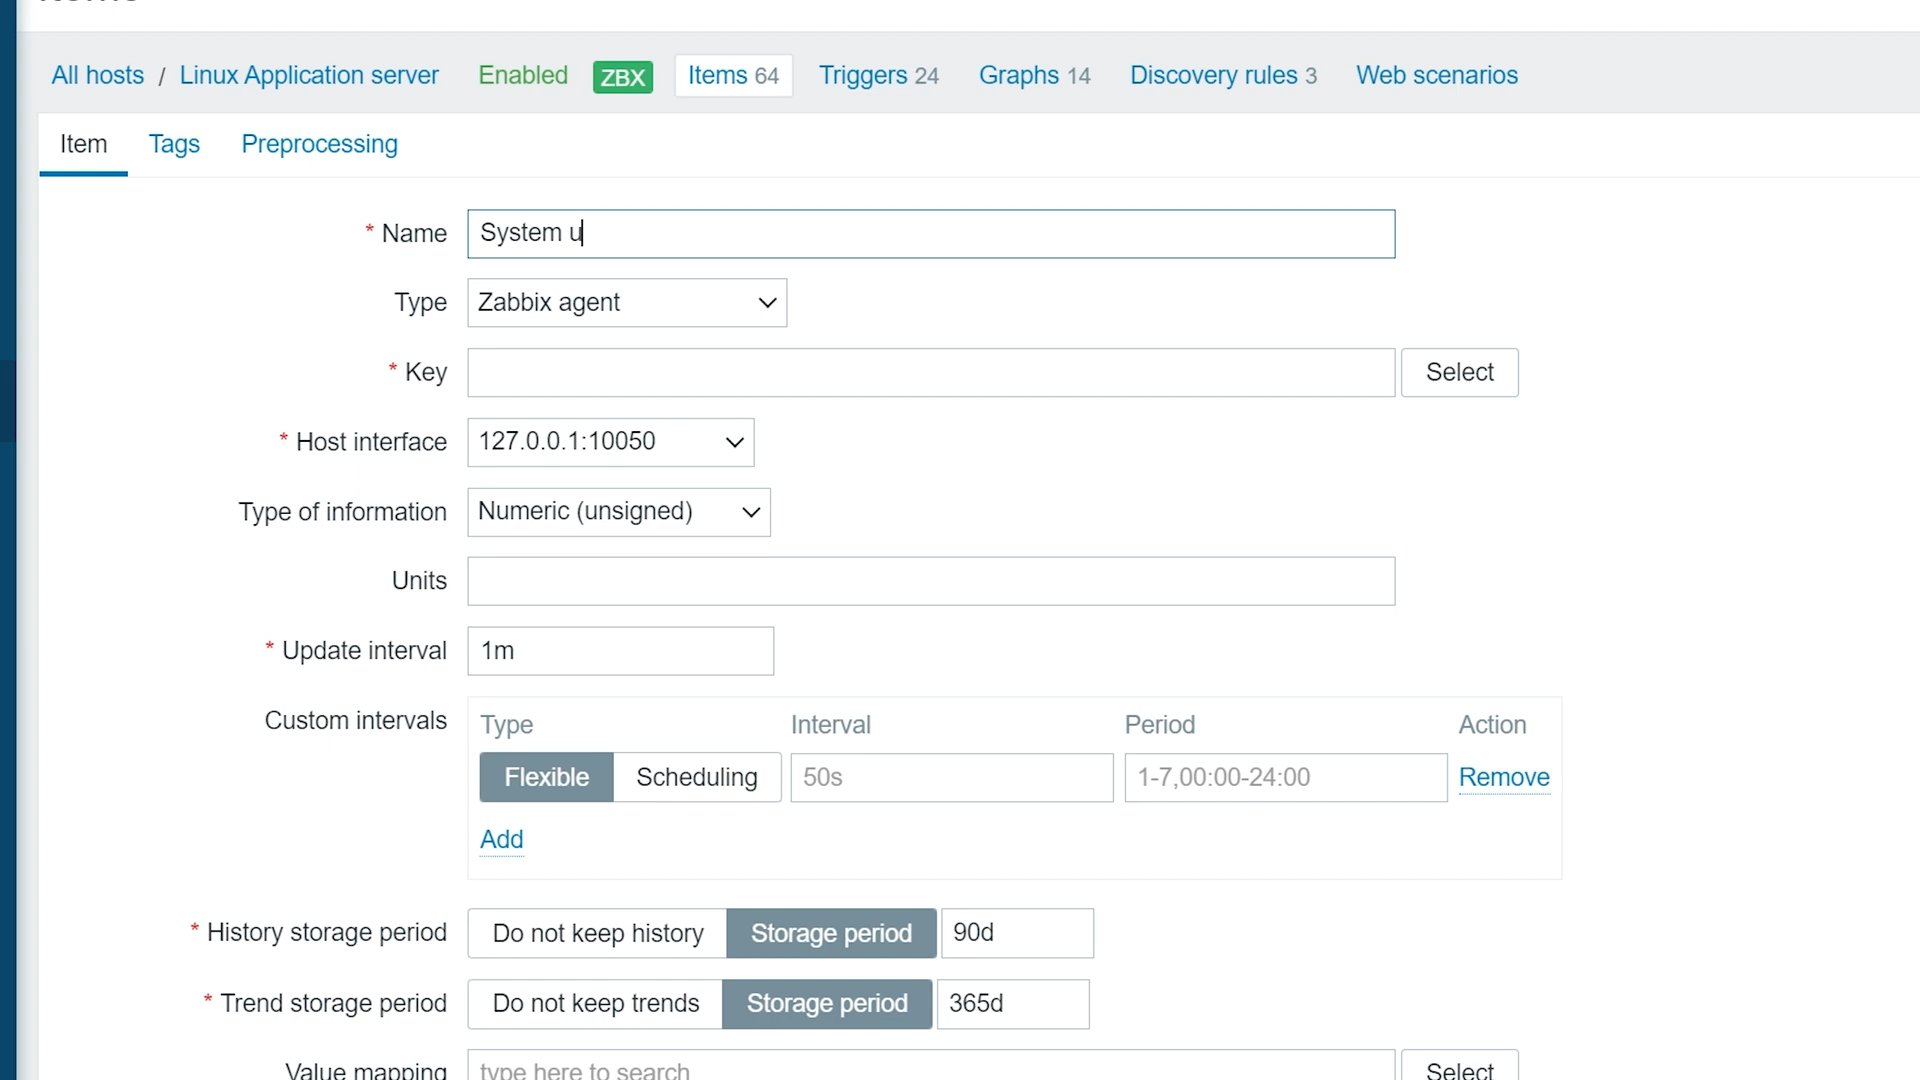 All hosts / Linux Application server Enabled ZBX Items 64 Triggers 24 Graphs 14 Discovery rules 3 Web scenarios
Item Tags Preprocessing
* Name System u
Type Zabbix agent
* Key Select
* Host interface 127.0.0.1:10050
Type of information Numeric (unsigned)
Units
* Update interval 1m
Custom intervals Type Interval Period Action
Flexible Scheduling 50s 1-7,00:00-24:00 Remove
Add
* History storage period Do not keep history Storage period 90d
* Trend storage period Do not keep trends Storage period 365d
Value mapping type here to search Select